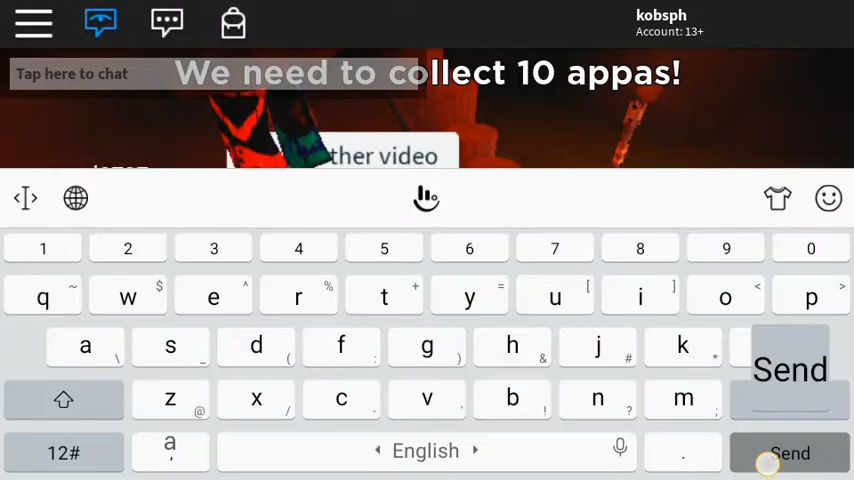 kobsph
Account: 13+
Tap here to chat
We need to collect 10 appas!
ther video
1 2 3 4 5 6 7 8 9 0
q ~ w $ e ^ r % t + y = u [ i ] o < p >
a \ s _ d ( f : g ) h & j # k *
Send
z @ x / c - v ' b ! n ? m ;
12# a , English . Send